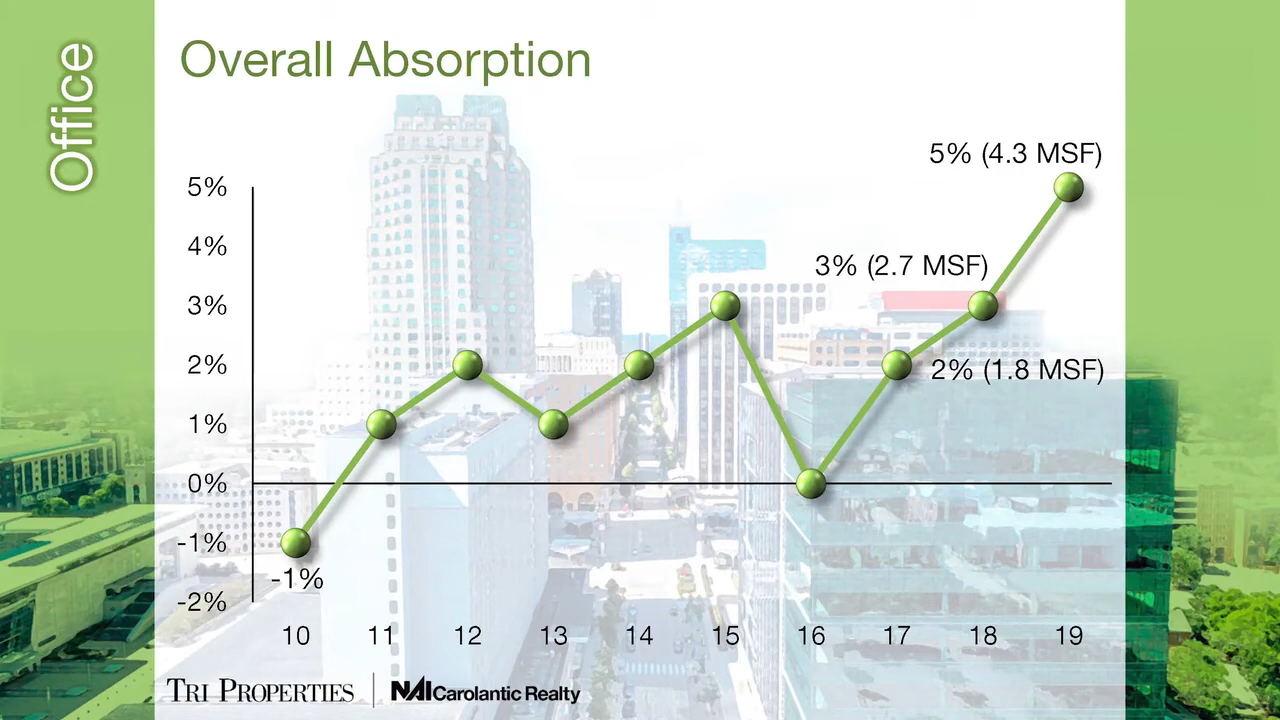 Office
Overall Absorption
5% (4.3 MSF)
5%
4%
3% (2.7 MSF)
3%
2%
2% (1.8 MSF)
1%
0%
-1%
-1%
-2%
10 11 12 13 14 15 16 17 18 19
TRI PROPERTIES | NAI Carolantic Realty